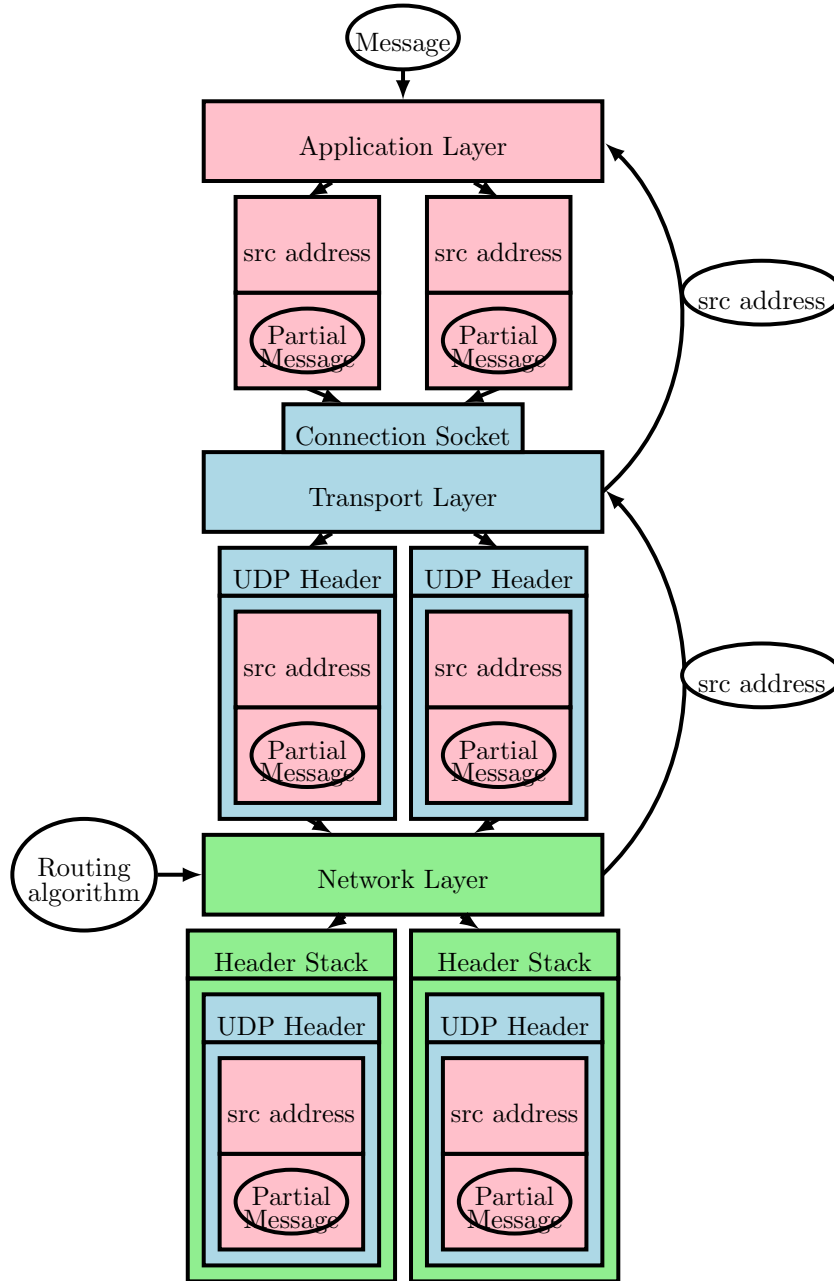 Message
Application Layer
src address
src address
src address
Partial
Message
Partial
Message
Connection Socket
Transport Layer
UDP Header
UDP Header
src address
src address
src address
Partial
Message
Partial
Message
Routing
algorithm
Network Layer
Header Stack
Header Stack
UDP Header
UDP Header
src address
src address
Partial
Message
Partial
Message